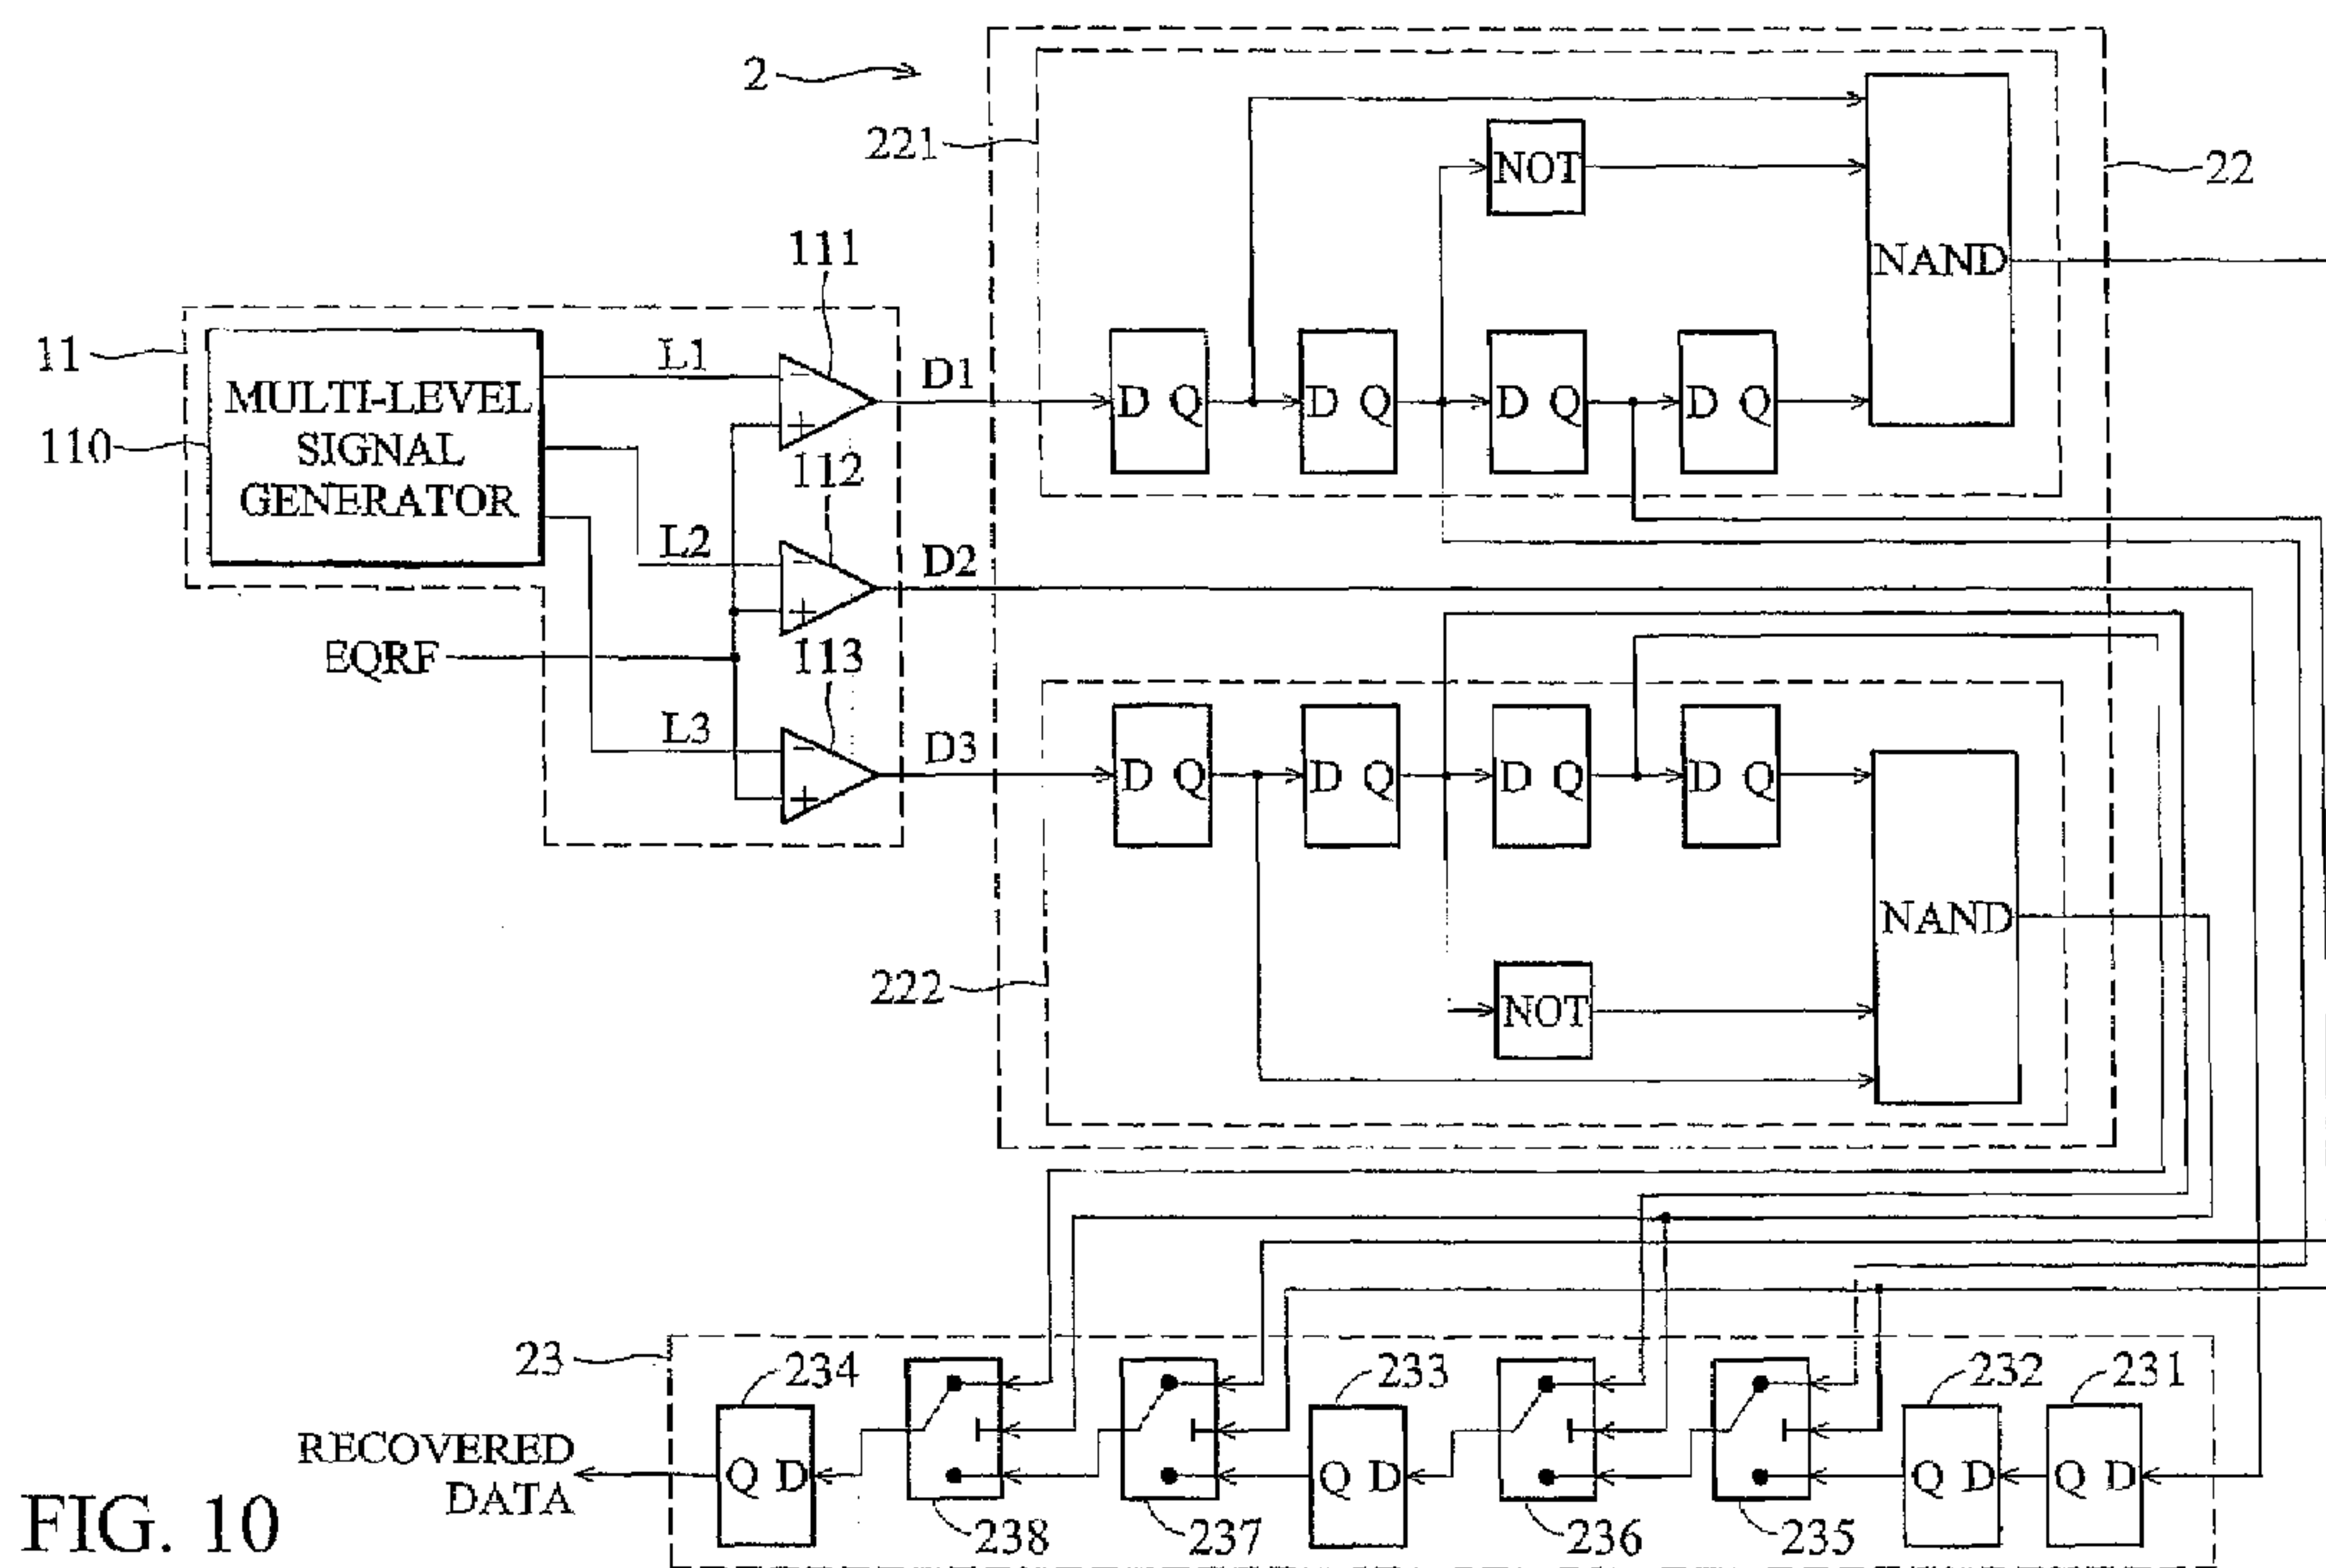 2
221
NOT
22
NAND
111
11
L1
D1
D Q
D Q
D Q
D Q
MULTI-LEVEL
SIGNAL
GENERATOR
110
112
L2
D2
EQRF
113
L3
D3
D Q
D Q
D Q
D Q
NAND
222
NOT
23
234
233
232
231
RECOVERED
DATA
Q D
Q D
Q D
Q D
238
237
236
235
FIG. 10